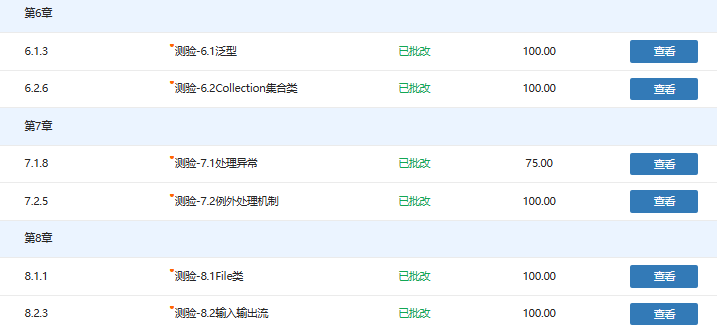 第6章
6.1.3 测验-6.1泛型 已批改 100.00 查看
6.2.6 测验-6.2Collection集合类 已批改 100.00 查看
第7章
7.1.8 测验-7.1处理异常 已批改 75.00 查看
7.2.5 测验-7.2例外处理机制 已批改 100.00 查看
第8章
8.1.1 测验-8.1File类 已批改 100.00 查看
8.2.3 测验-8.2输入输出流 已批改 100.00 查看